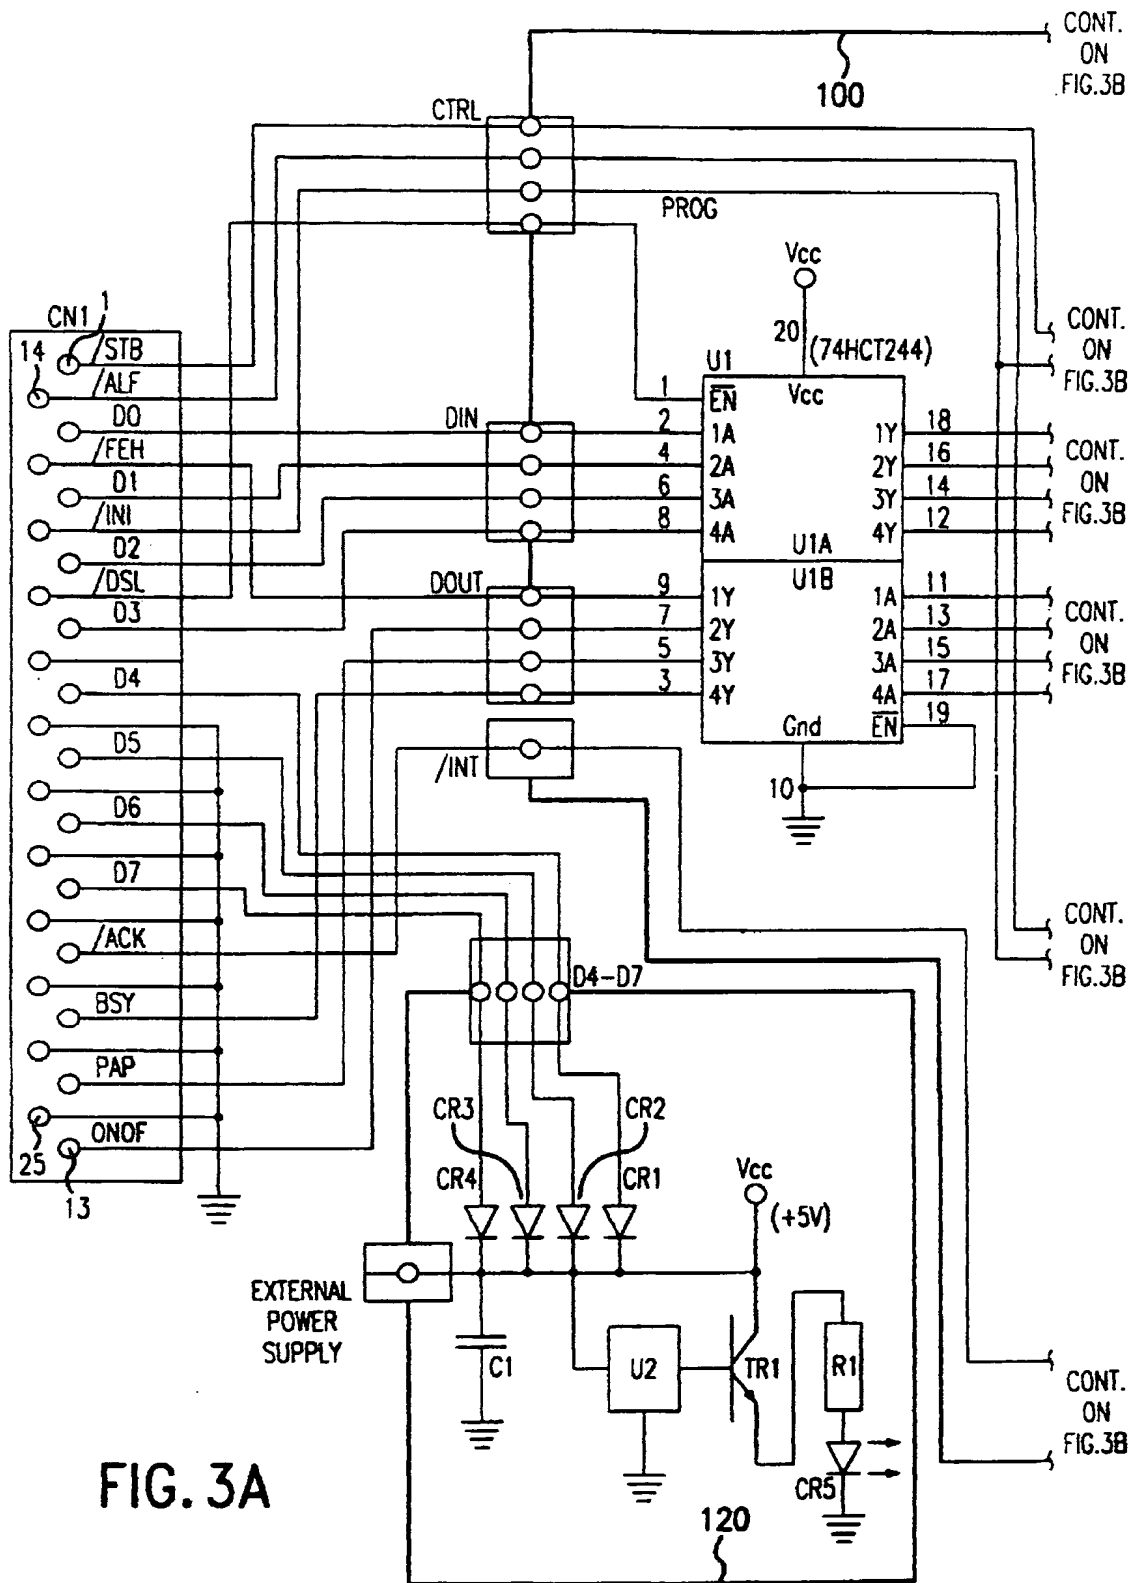 CONT.
ON
FIG.3B
100
CTRL
PROG
Vcc
20
(74HCT244)
CONT.
ON
FIG.3B
CN1
1
14
/STB
/ALF
D0
/FEH
D1
/INI
D2
/DSL
D3
D4
D5
D6
D7
/ACK
BSY
PAP
ONOF
25
13
DIN
DOUT
/INT
U1
Vcc
1
EN
2
1A
4
2A
6
3A
8
4A
1Y
18
2Y
16
3Y
14
4Y
12
U1A
U1B
9
1Y
7
2Y
5
3Y
3
4Y
1A
11
2A
13
3A
15
4A
17
Gnd
EN
19
10
CONT.
ON
FIG.3B
CONT.
ON
FIG.3B
CONT.
ON
FIG.3B
D4-D7
CR3
CR2
CR4
CR1
Vcc
(+5V)
EXTERNAL
POWER
SUPPLY
C1
U2
TR1
R1
CR5
CONT.
ON
FIG.3B
FIG. 3A
120